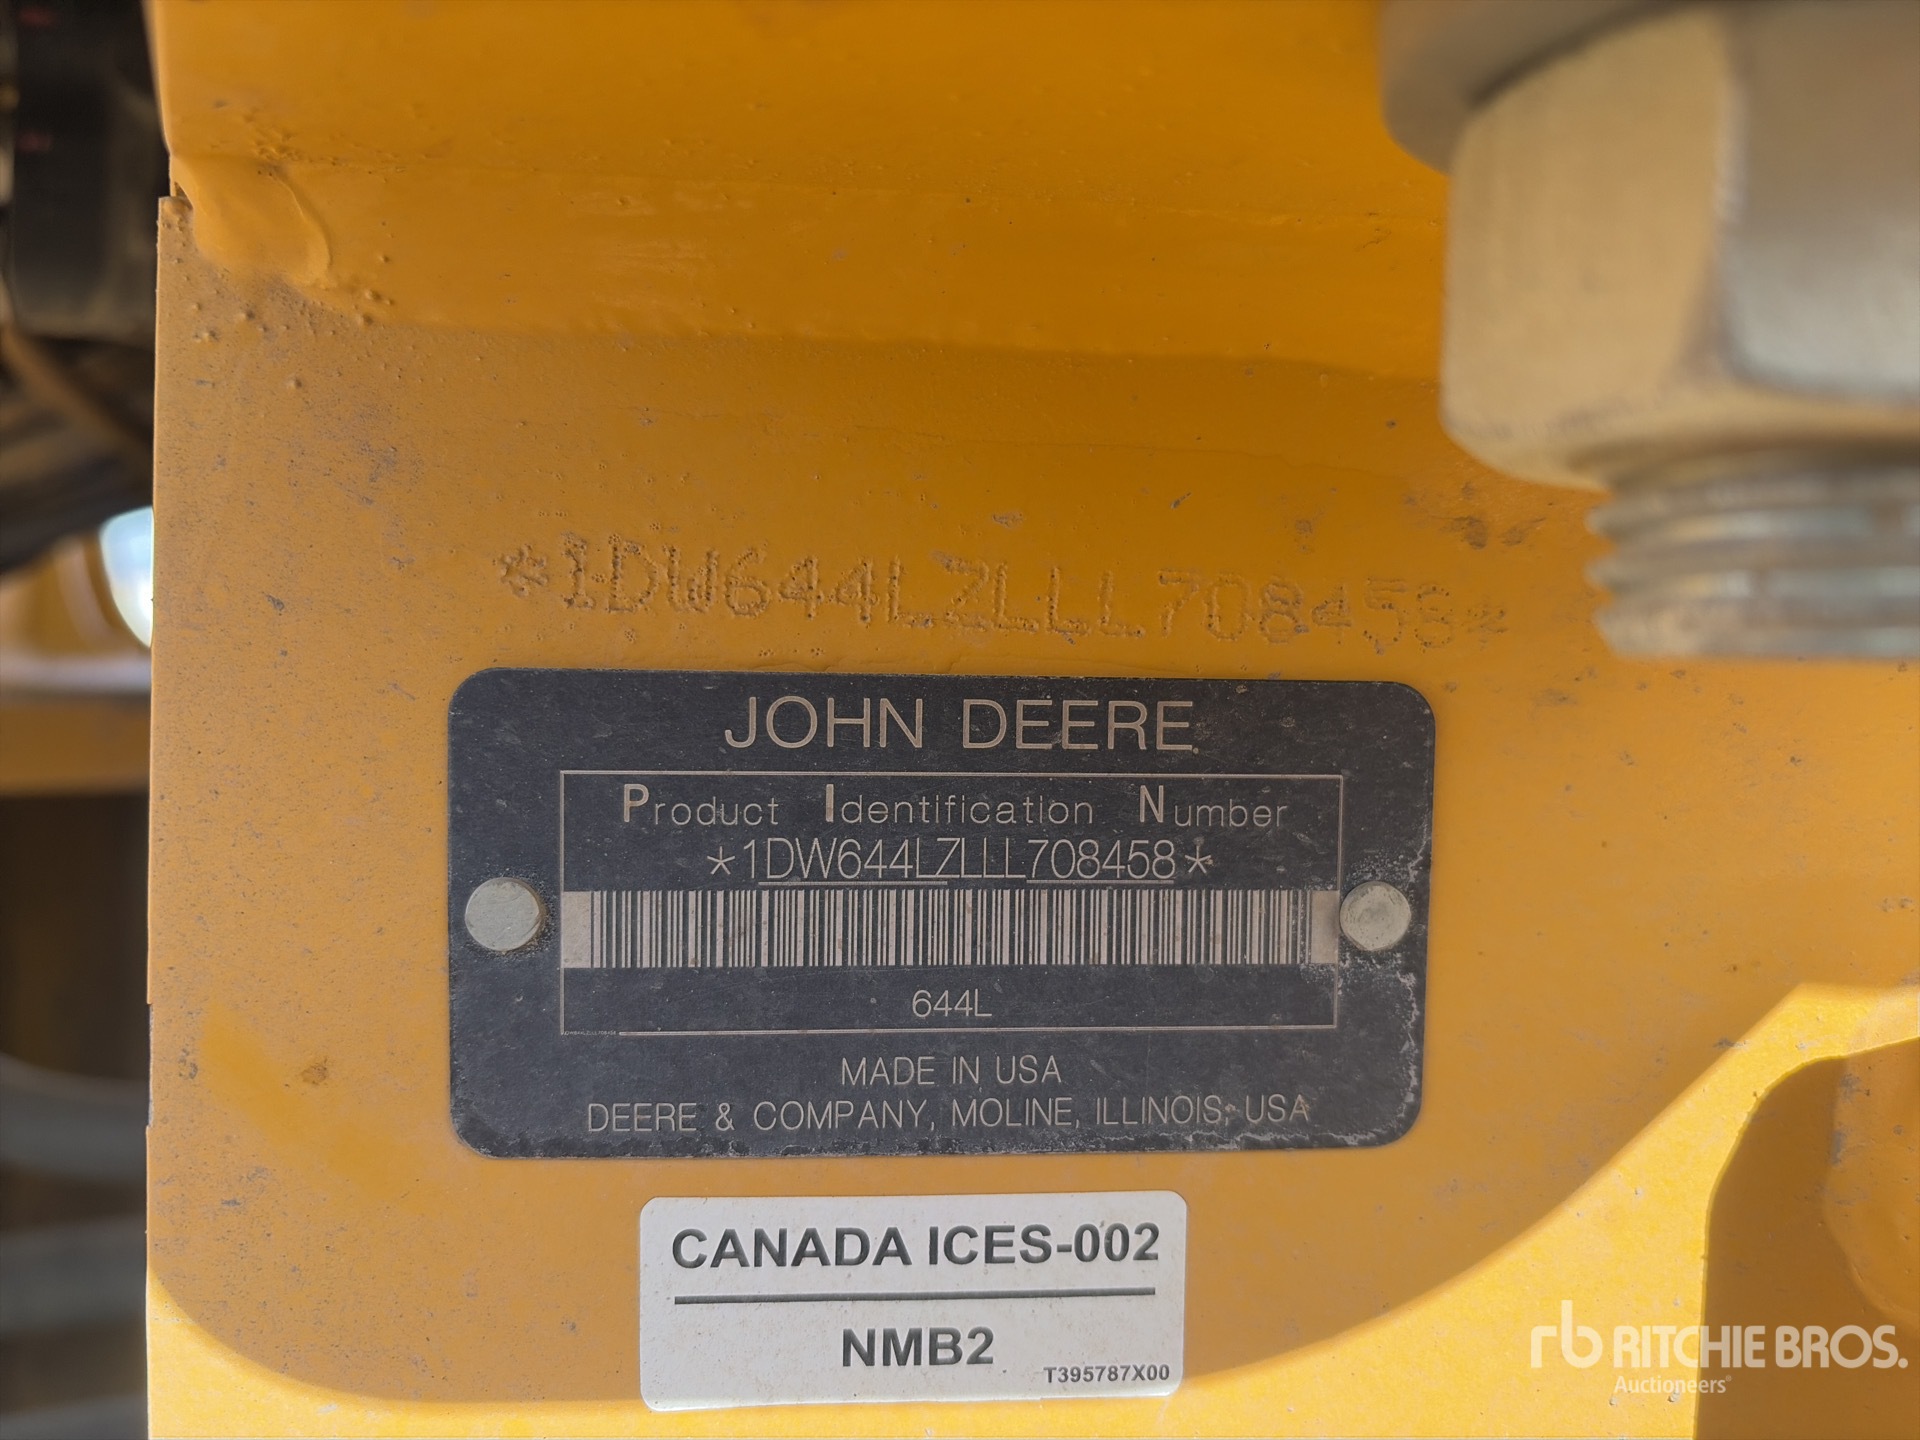 *1DW644LZLLL708458*
JOHN DEERE
Product Identification Number
*1DW644LZLLL708458*
644L
MADE IN USA
DEERE & COMPANY, MOLINE, ILLINOIS, USA
CANADA ICES-002
NMB2
T395787X00
rb RITCHIE BROS.
Auctioneers